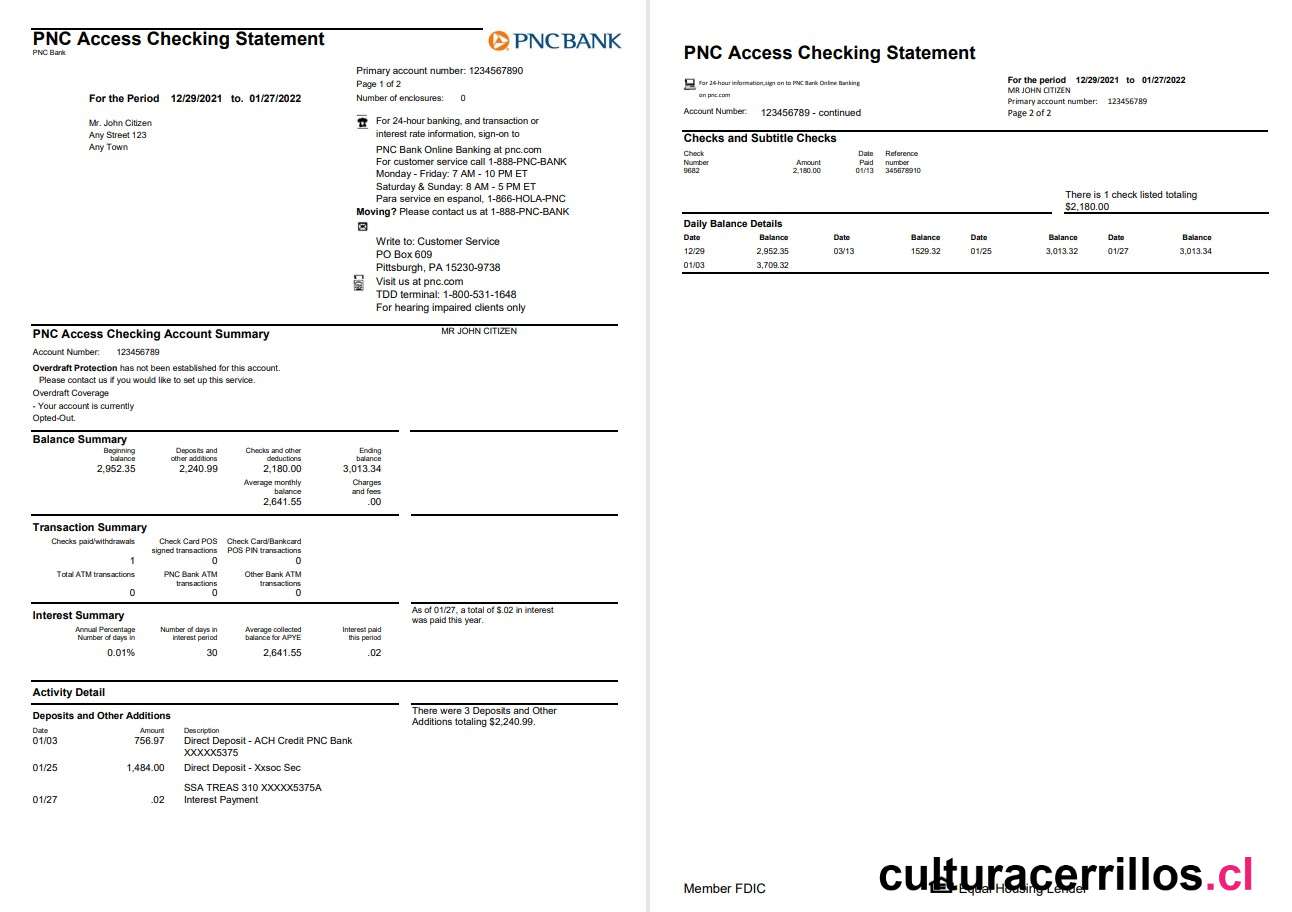 PNC Access Checking Statement
PNC Bank
PNCBANK
Primary account number: 1234567890
Page 1 of 2
For the Period 12/29/2021 to. 01/27/2022
Number of enclosures: 0
Mr. John Citizen
Any Street 123
Any Town
For 24-hour banking, and transaction or
interest rate information, sign-on to
PNC Bank Online Banking at pnc.com
For customer service call 1-888-PNC-BANK
Monday - Friday: 7 AM - 10 PM ET
Saturday & Sunday: 8 AM - 5 PM ET
Para service en espanol, 1-866-HOLA-PNC
Moving? Please contact us at 1-888-PNC-BANK
Write to: Customer Service
PO Box 609
Pittsburgh, PA 15230-9738
Visit us at pnc.com
TDD terminal: 1-800-531-1648
For hearing impaired clients only
PNC Access Checking Account Summary
MR JOHN CITIZEN
Account Number: 123456789
Overdraft Protection has not been established for this account.
Please contact us if you would like to set up this service.
Overdraft Coverage
- Your account is currently
Opted-Out.
Balance Summary
Beginning Deposits and Checks and other Ending
balance other additions deductions balance
2,952.35 2,240.99 2,180.00 3,013.34
Average monthly Charges
balance and fees
2,641.55 .00
Transaction Summary
Checks paid/withdrawals Check Card POS Check Card/Bankcard
signed transactions POS PIN transactions
1 0 0
Total ATM transactions PNC Bank ATM Other Bank ATM
transactions transactions
0 0 0
Interest Summary
As of 01/27, a total of $.02 in interest
was paid this year.
Annual Percentage Number of days in Average collected Interest paid
Number of days in interest period balance for APYE this period
0.01% 30 2,641.55 .02
Activity Detail
Deposits and Other Additions
There were 3 Deposits and Other
Additions totaling $2,240.99.
Date Amount Description
01/03 756.97 Direct Deposit - ACH Credit PNC Bank
XXXXX5375
01/25 1,484.00 Direct Deposit - Xxsoc Sec
SSA TREAS 310 XXXXX5375A
01/27 .02 Interest Payment
PNC Access Checking Statement
For 24-hour information,sign on to PNC Bank Online Banking
on pnc.com
Account Number: 123456789 - continued
For the period 12/29/2021 to 01/27/2022
MR JOHN CITIZEN
Primary account number: 123456789
Page 2 of 2
Checks and Subtitle Checks
Check Date Reference
Number Amount Paid number
9682 2,180.00 01/13 345678910
There is 1 check listed totaling
$2,180.00
Daily Balance Details
Date Balance Date Balance Date Balance Date Balance
12/29 2,952.35 03/13 1529.32 01/25 3,013.32 01/27 3,013.34
01/03 3,709.32
Member FDIC
Equal Housing Lender
culturacerrillos.cl